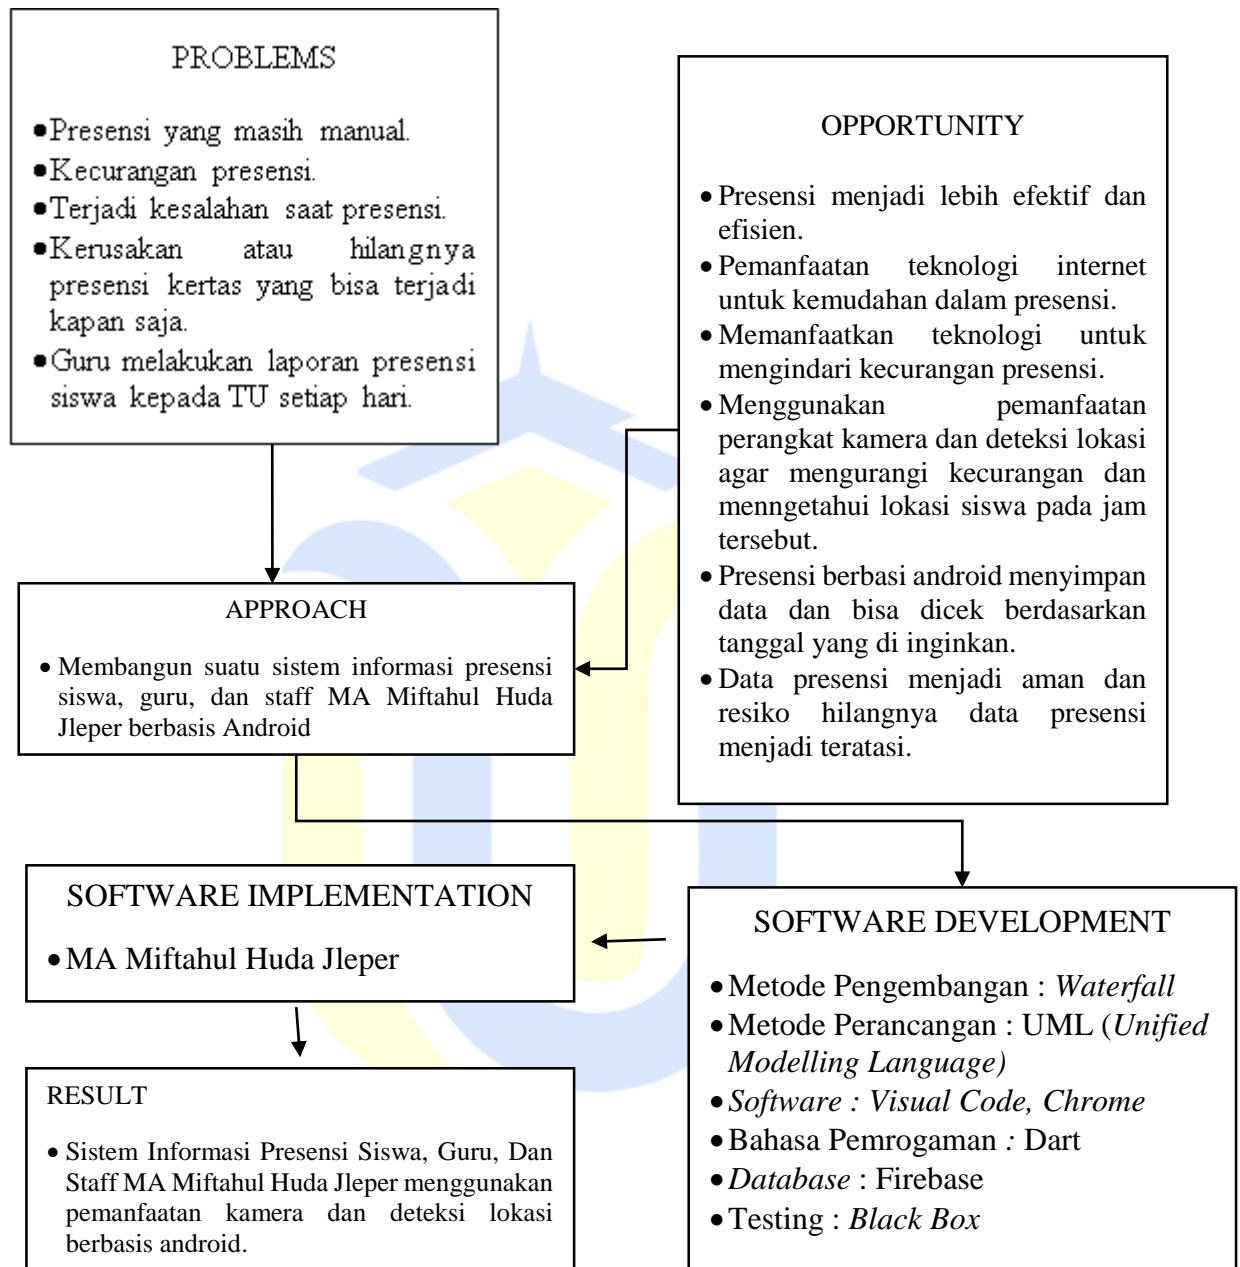 PROBLEMS
•Presensi yang masih manual.
•Kecurangan presensi.
•Terjadi kesalahan saat presensi.
•Kerusakan atau hilangnya
presensi kertas yang bisa terjadi
kapan saja.
•Guru melakukan laporan presensi
siswa kepada TU setiap hari.
OPPORTUNITY
• Presensi menjadi lebih efektif dan
efisien.
• Pemanfaatan teknologi internet
untuk kemudahan dalam presensi.
• Memanfaatkan teknologi untuk
mengindari kecurangan presensi.
• Menggunakan pemanfaatan
perangkat kamera dan deteksi lokasi
agar mengurangi kecurangan dan
menngetahui lokasi siswa pada jam
tersebut.
• Presensi berbasi android menyimpan
data dan bisa dicek berdasarkan
tanggal yang di inginkan.
• Data presensi menjadi aman dan
resiko hilangnya data presensi
menjadi teratasi.
APPROACH
• Membangun suatu sistem informasi presensi
siswa, guru, dan staff MA Miftahul Huda
Jleper berbasis Android
SOFTWARE IMPLEMENTATION
• MA Miftahul Huda Jleper
SOFTWARE DEVELOPMENT
• Metode Pengembangan : Waterfall
• Metode Perancangan : UML (Unified
Modelling Language)
• Software : Visual Code, Chrome
• Bahasa Pemrogaman : Dart
• Database : Firebase
• Testing : Black Box
RESULT
• Sistem Informasi Presensi Siswa, Guru, Dan
Staff MA Miftahul Huda Jleper menggunakan
pemanfaatan kamera dan deteksi lokasi
berbasis android.